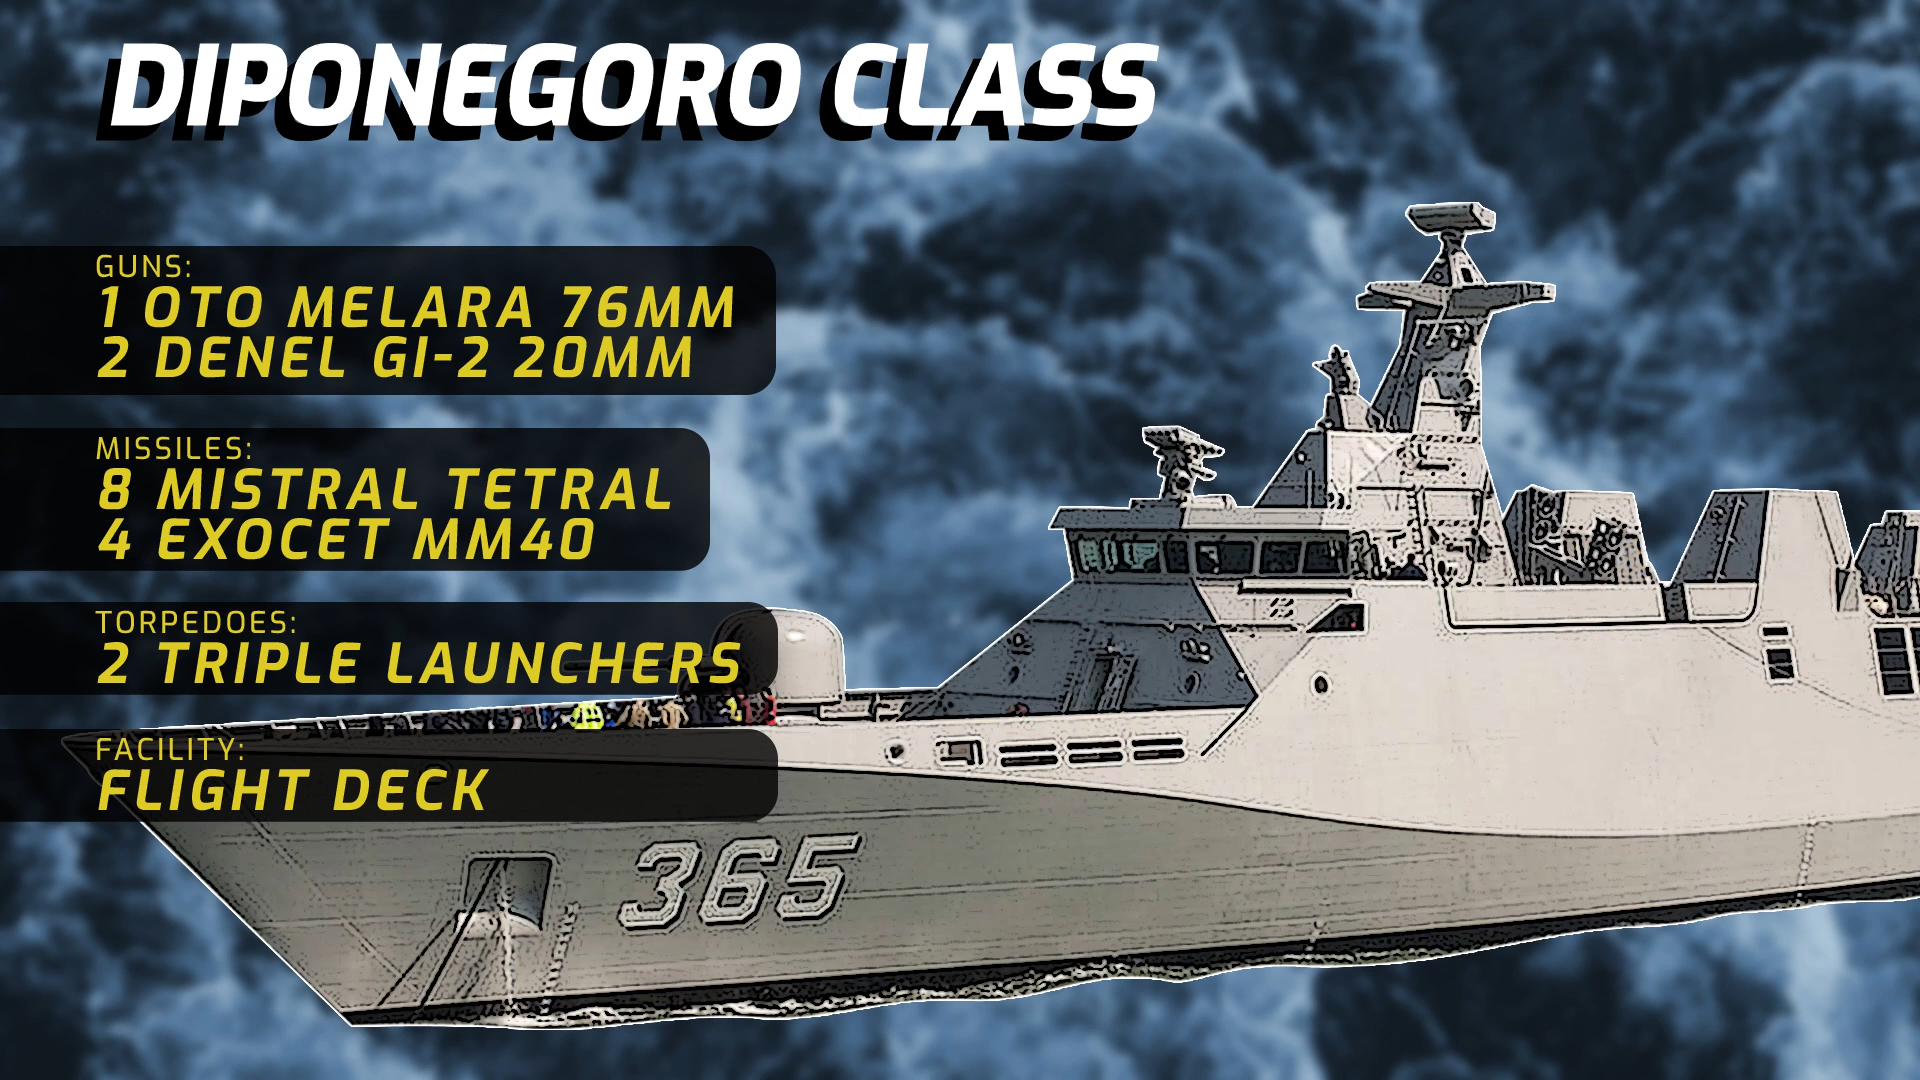 DIPONEGORO CLASS
GUNS:
1 OTO MELARA 76MM
2 DENEL GI-2 20MM
MISSILES:
8 MISTRAL TETRAL
4 EXOCET MM40
TORPEDOES:
2 TRIPLE LAUNCHERS
FACILITY:
FLIGHT DECK
365